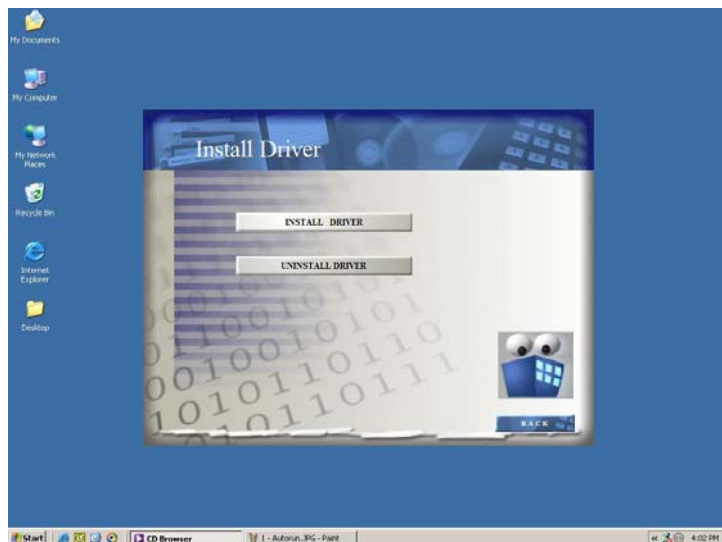 My Documents
My Computer
My Network
Places
Recycle Bin
Internet
Explorer
Desktop
Install Driver
INSTALL DRIVER
UNINSTALL DRIVER
BACK
Start
CD Browser
1 - Autorun.JPG - Paint
4:02 PM